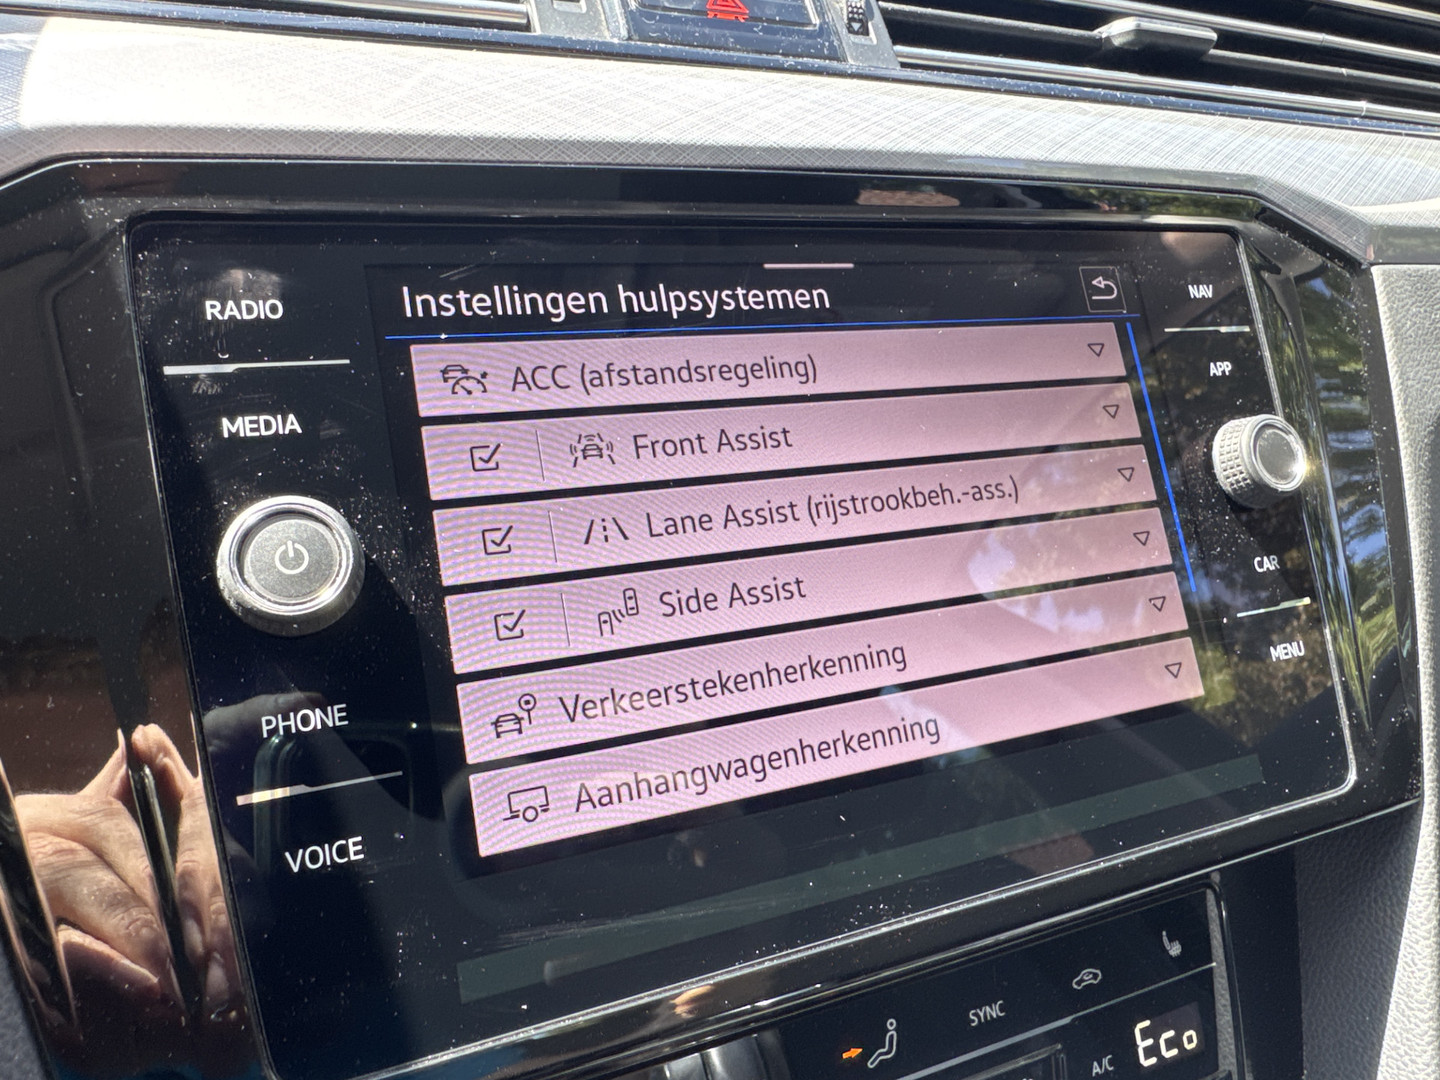 RADIO
MEDIA
PHONE
VOICE
Instellingen hulpsystemen
ACC (afstandsregeling)
Front Assist
Lane Assist (rijstrookbeh.-ass.)
Side Assist
Verkeerstekenherkenning
Aanhangwagenherkenning
NAV
APP
CAR
MENU
SYNC
A/C
Eco